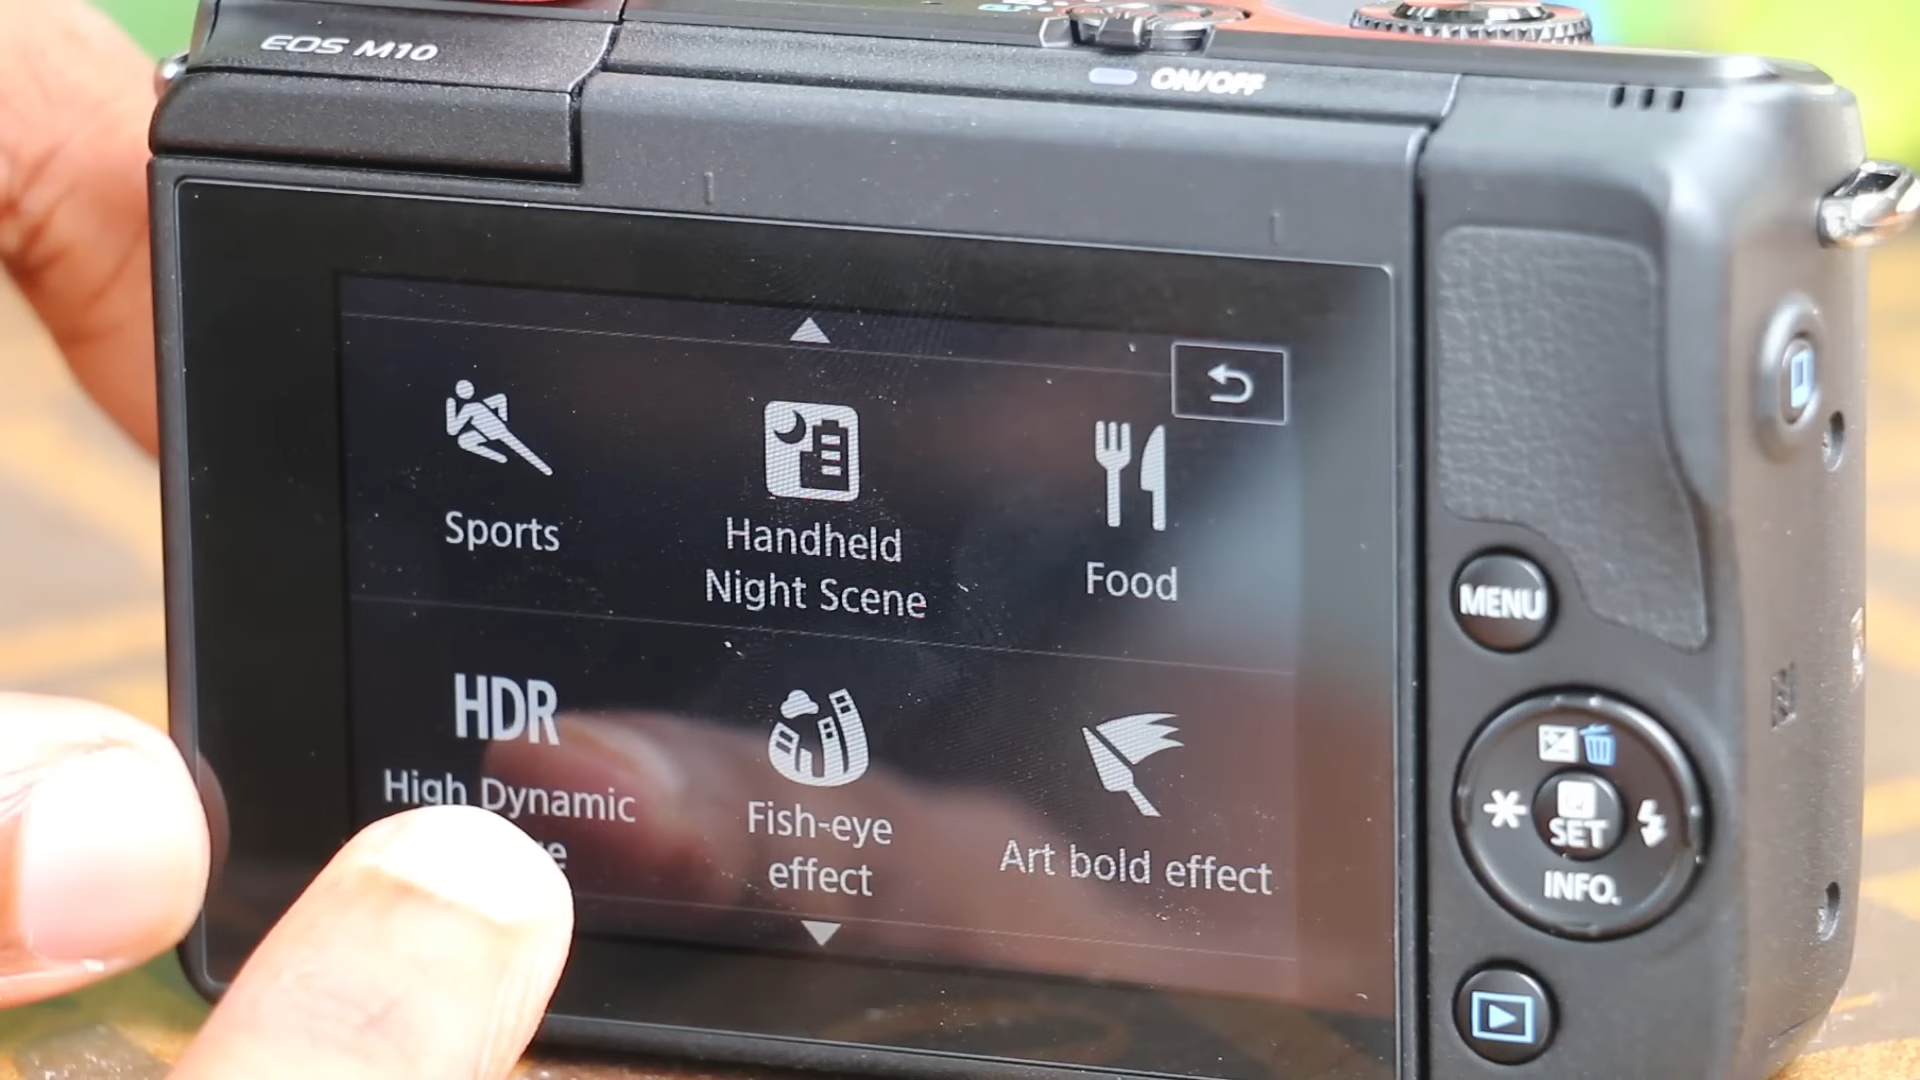 EOS M10
ON/OFF
Sports
Handheld
Night Scene
Food
HDR
High Dynamic
Fish-eye
effect
Art bold effect
MENU
SET
INFO.